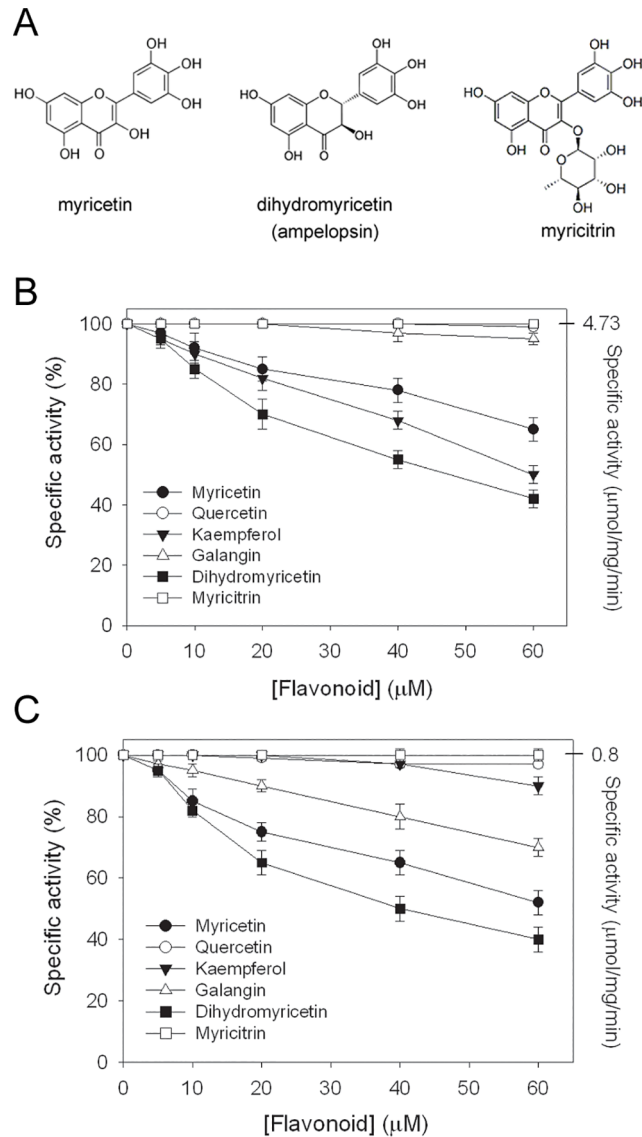 A
OH
OH
HO
O
OH
OH
OH
O
myricetin
OH
OH
HO
O
OH
OH
OH
O
dihydromyricetin
(ampelopsin)
OH
OH
HO
O
OH
O
OH
O
O
OH
OH
OH
myricitrin
B
100
80
60
40
20
0
Specific activity (%)
4.73
Specific activity (μmol/mg/min)
Myricetin
Quercetin
Kaempferol
Galangin
Dihydromyricetin
Myricitrin
0 10 20 30 40 50 60
[Flavonoid] (μM)
C
100
80
60
40
20
0
Specific activity (%)
0.8
Specific activity (μmol/mg/min)
Myricetin
Quercetin
Kaempferol
Galangin
Dihydromyricetin
Myricitrin
0 10 20 30 40 50 60
[Flavonoid] (μM)